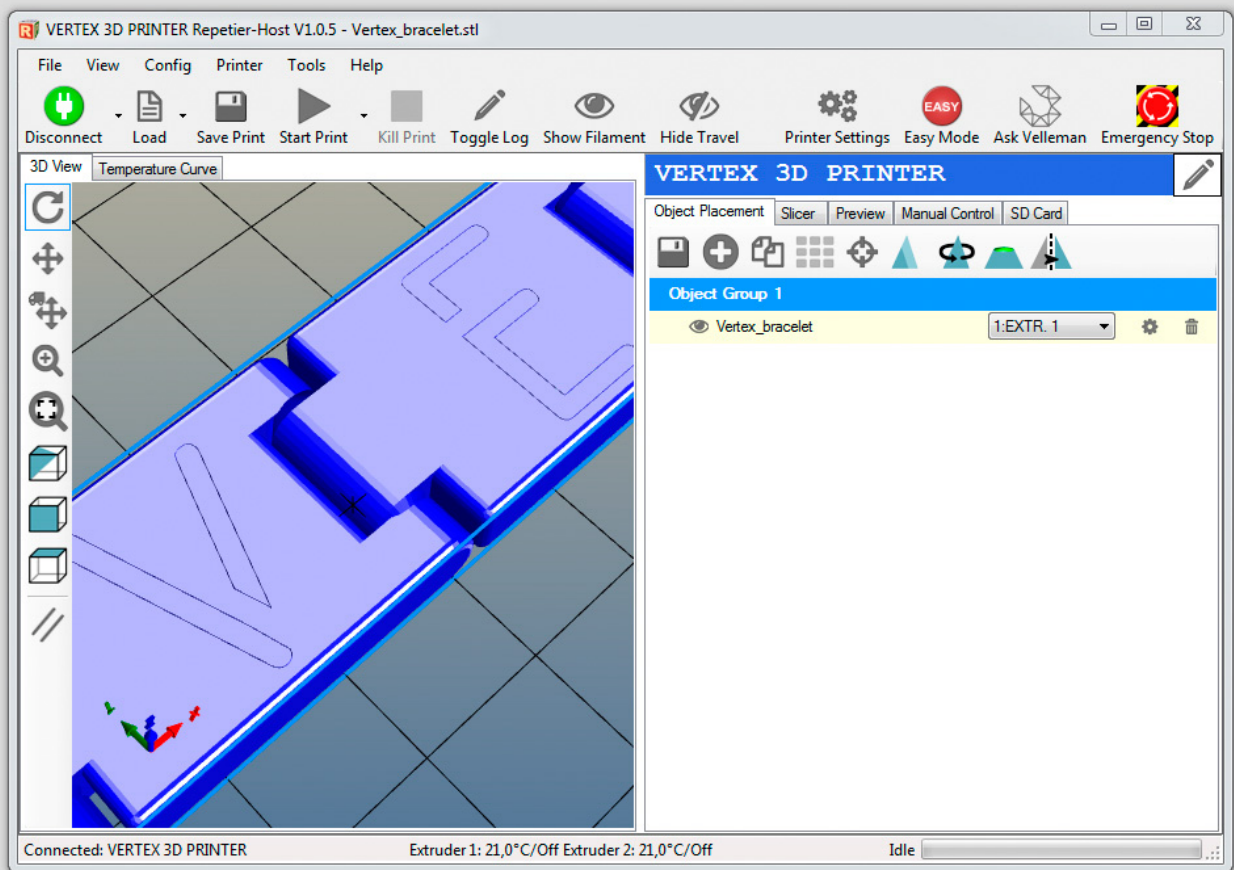 VERTEX 3D PRINTER Repetier-Host V1.0.5 - Vertex_bracelet.stl
File View Config Printer Tools Help
EASY
Disconnect Load Save Print Start Print Kill Print Toggle Log Show Filament Hide Travel Printer Settings Easy Mode Ask Velleman Emergency Stop
3D View Temperature Curve
VERTEX 3D PRINTER
Object Placement Slicer Preview Manual Control SD Card
Object Group 1
Vertex_bracelet 1:EXTR. 1
Connected: VERTEX 3D PRINTER Extruder 1: 21,0°C/Off Extruder 2: 21,0°C/Off Idle